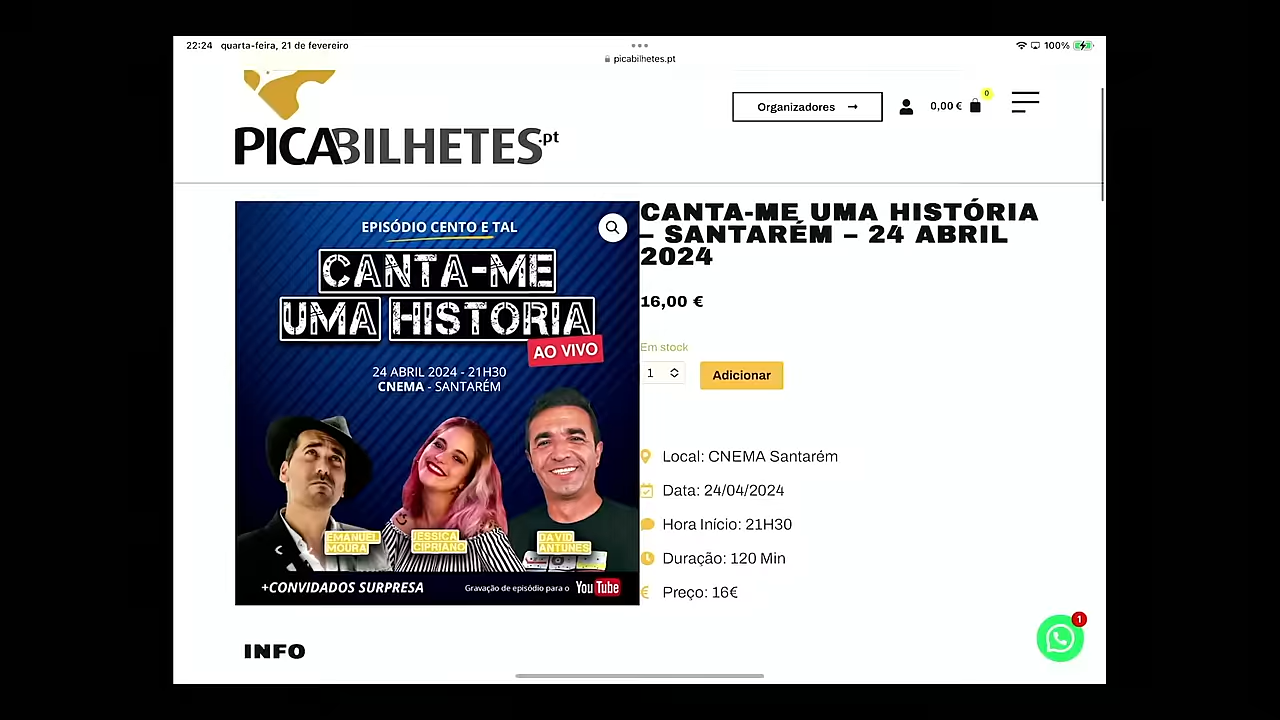 22:24 quarta-feira, 21 de fevereiro
100%
picabilhetes.pt
PICABILHETES.pt
Organizadores
0,00 €
0
EPISÓDIO CENTO E TAL
CANTA-ME
UMA HISTORIA
AO VIVO
24 ABRIL 2024 - 21H30
CNEMA - SANTARÉM
EMANUEL
MOURA
JESSICA
CIPRIANO
DAVID
ANTUNES
+CONVIDADOS SURPRESA
Gravação de episódio para o YouTube
CANTA-ME UMA HISTÓRIA
– SANTARÉM – 24 ABRIL
2024
16,00 €
Em stock
1
Adicionar
Local: CNEMA Santarém
Data: 24/04/2024
Hora Início: 21H30
Duração: 120 Min
Preço: 16€
INFO
1